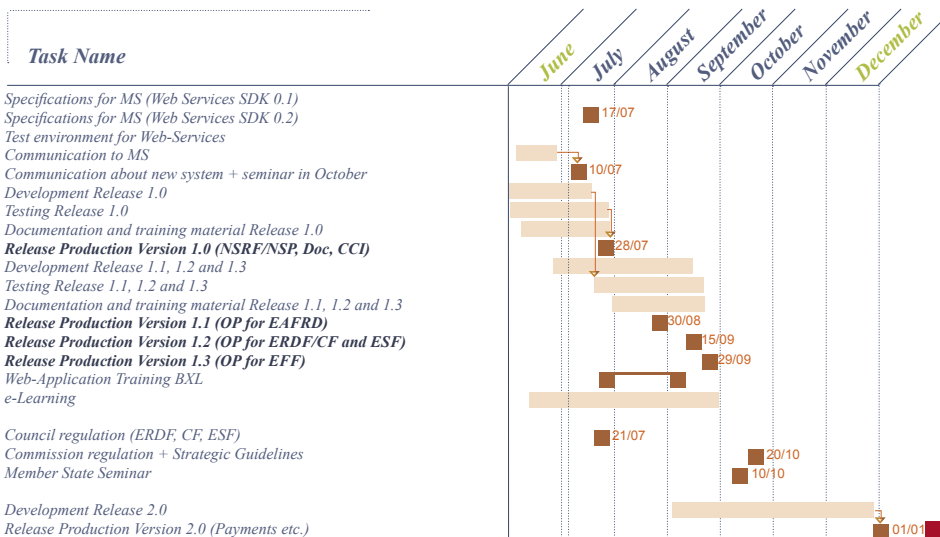 Task Name
June
July
August
September
October
November
December
Specifications for MS (Web Services SDK 0.1)
Specifications for MS (Web Services SDK 0.2) 17/07
Test environment for Web-Services
Communication to MS
Communication about new system + seminar in October 10/07
Development Release 1.0
Testing Release 1.0
Documentation and training material Release 1.0
Release Production Version 1.0 (NSRF/NSP, Doc, CCI) 28/07
Development Release 1.1, 1.2 and 1.3
Testing Release 1.1, 1.2 and 1.3
Documentation and training material Release 1.1, 1.2 and 1.3
Release Production Version 1.1 (OP for EAFRD) 30/08
Release Production Version 1.2 (OP for ERDF/CF and ESF) 15/09
Release Production Version 1.3 (OP for EFF) 29/09
Web-Application Training BXL
e-Learning
Council regulation (ERDF, CF, ESF) 21/07
Commission regulation + Strategic Guidelines 20/10
Member State Seminar 10/10
Development Release 2.0
Release Production Version 2.0 (Payments etc.) 01/01